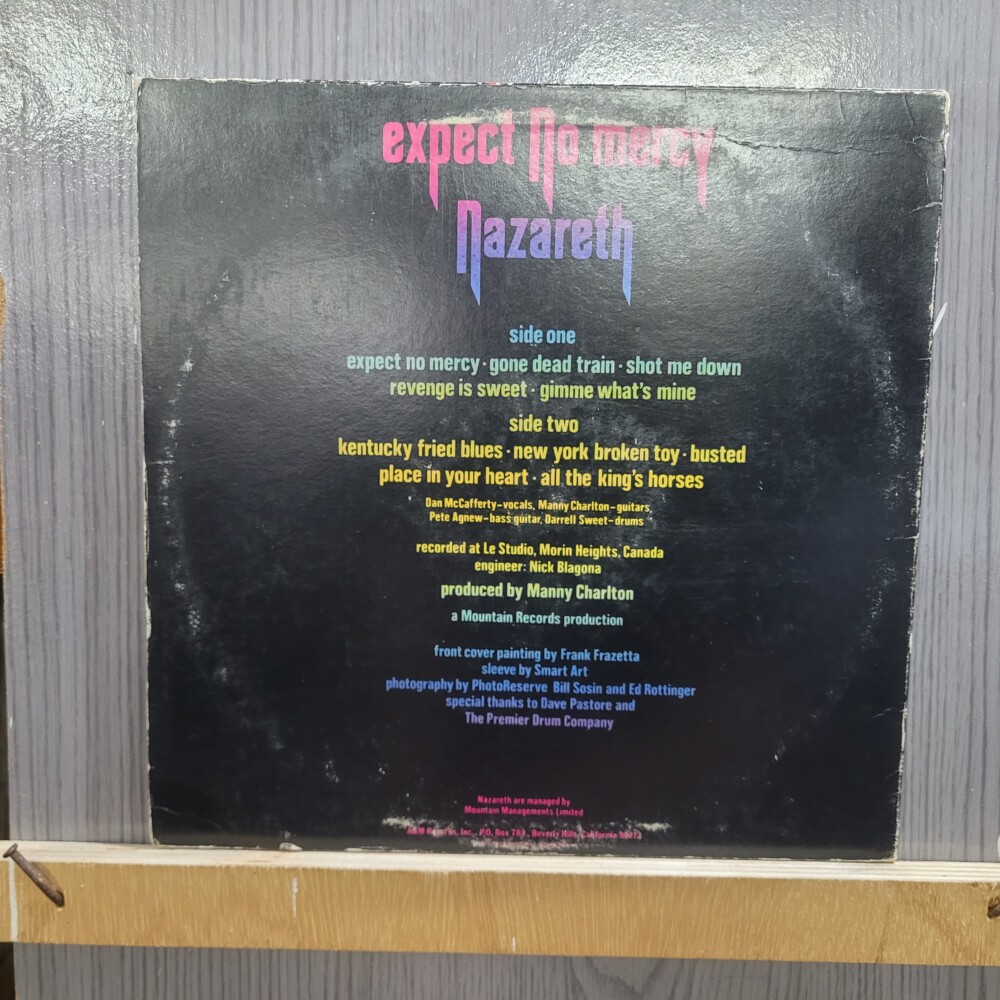 expect No mercy
Nazareth
side one
expect no mercy · gone dead train · shot me down
revenge is sweet · gimme what's mine
side two
kentucky fried blues · new york broken toy · busted
place in your heart · all the king's horses
Dan McCafferty-vocals, Manny Charlton-guitars,
Pete Agnew-bass guitar, Darrell Sweet-drums
recorded at Le Studio, Morin Heights, Canada
engineer: Nick Blagona
produced by Manny Charlton
a Mountain Records production
front cover painting by Frank Frazetta
sleeve by Smart Art
photography by PhotoReserve Bill Sosin and Ed Rottinger
special thanks to Dave Pastore and
The Premier Drum Company
Nazareth are managed by
Mountain Managements Limited
A&M Records, Inc., P.O. Box 782, Beverly Hills, California 90213